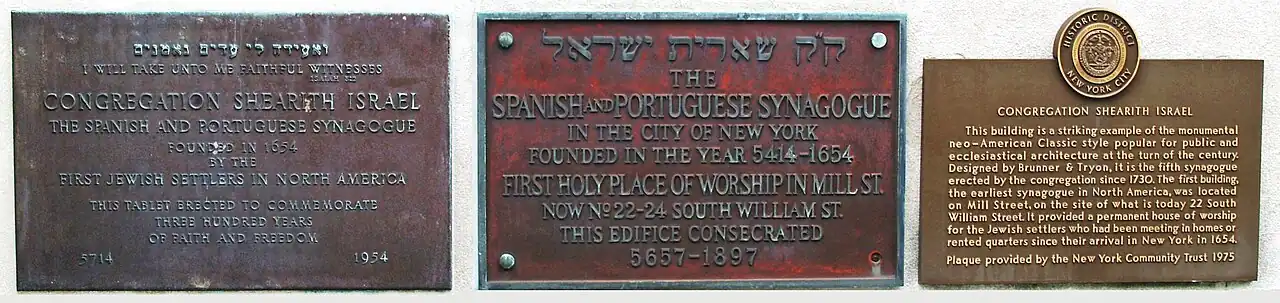 ואעידה לי עדים נאמנים
I WILL TAKE UNTO ME FAITHFUL WITNESSES
ISAIAH 8:2
CONGREGATION SHEARITH ISRAEL
THE SPANISH AND PORTUGUESE SYNAGOGUE
FOUNDED IN 1654
BY THE
FIRST JEWISH SETTLERS IN NORTH AMERICA
THIS TABLET ERECTED TO COMMEMORATE
THREE HUNDRED YEARS
OF FAITH AND FREEDOM
5714 1954
ק"ק שארית ישראל
THE
SPANISH AND PORTUGUESE SYNAGOGUE
IN THE CITY OF NEW YORK
FOUNDED IN THE YEAR 5414-1654
FIRST HOLY PLACE OF WORSHIP IN MILL ST.
NOW No 22-24 SOUTH WILLIAM ST.
THIS EDIFICE CONSECRATED
5657-1897
HISTORIC DISTRICT
NEW YORK CITY
CONGREGATION SHEARITH ISRAEL
This building is a striking example of the monumental
neo-American Classic style popular for public and
ecclesiastical architecture at the turn of the century.
Designed by Brunner & Tryon, it is the fifth synagogue
erected by the congregation since 1730. The first building,
the earliest synagogue in North America, was located
on Mill Street, on the site of what is today 22 South
William Street. It provided a permanent house of worship
for the Jewish settlers who had been meeting in homes or
rented quarters since their arrival in New York in 1654.
Plaque provided by the New York Community Trust 1975